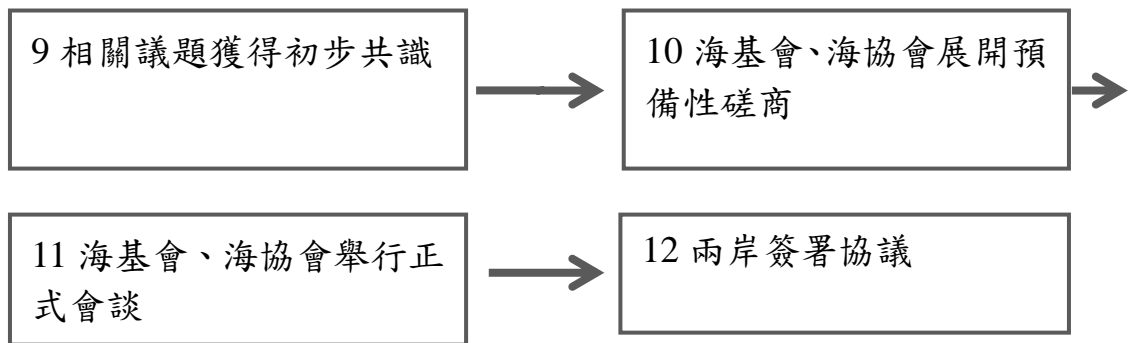 9 相關議題獲得初步共識
10 海基會、海協會展開預
備性磋商
11 海基會、海協會舉行正
式會談
12 兩岸簽署協議